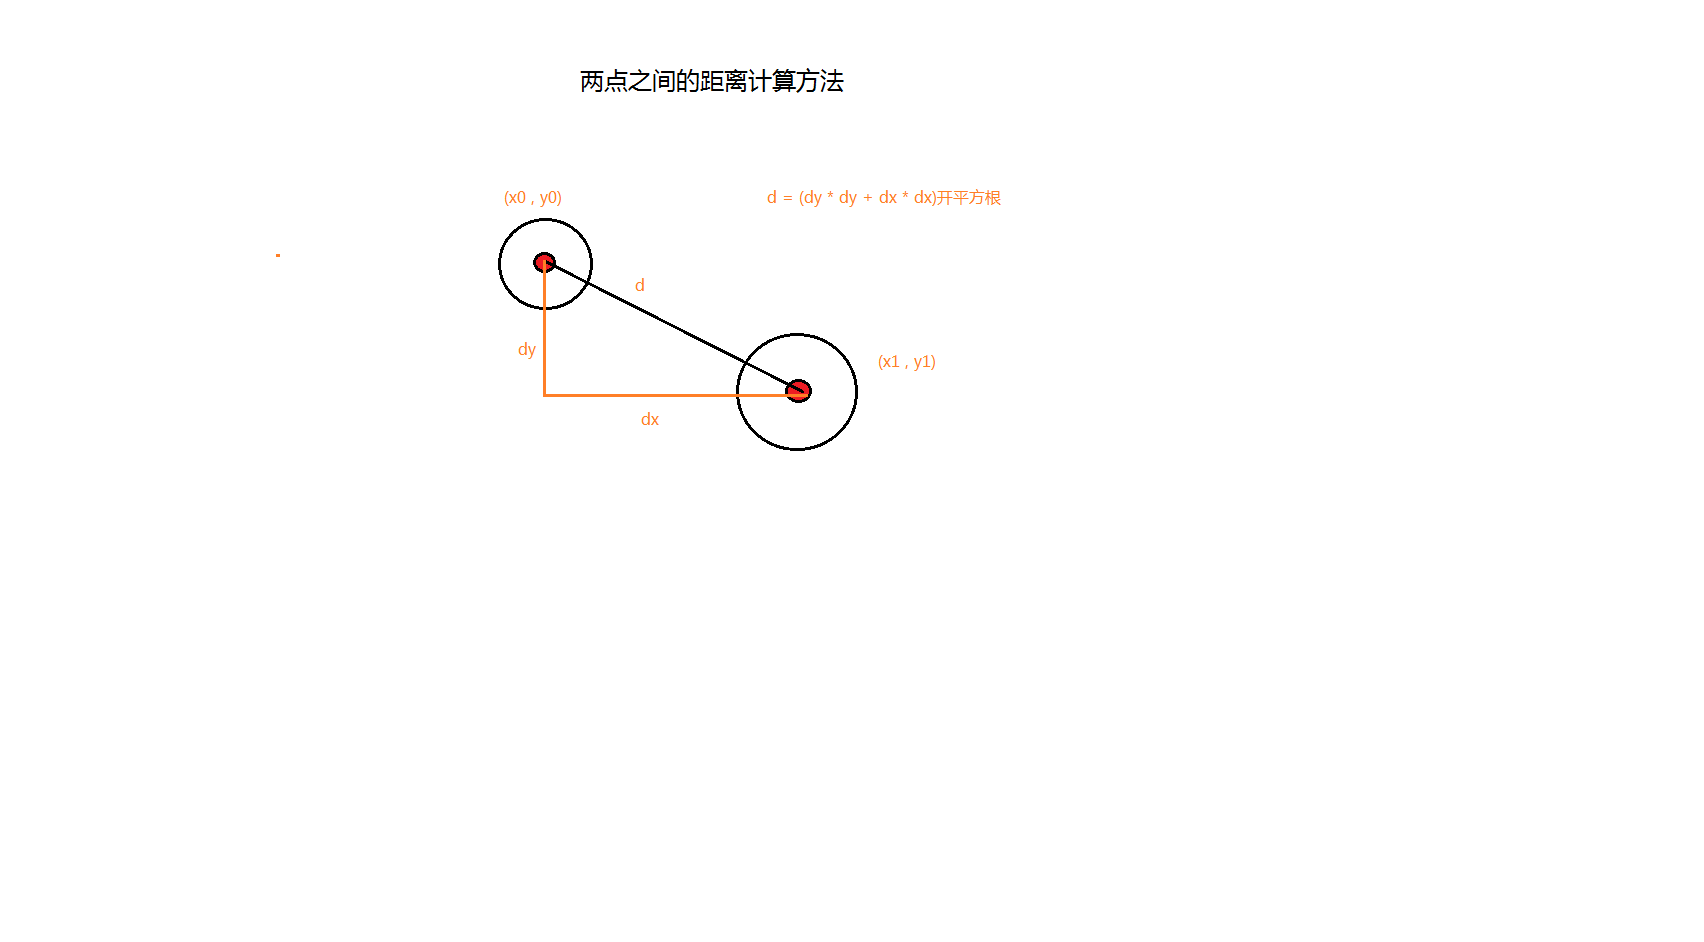 两点之间的距离计算方法
(x0 , y0)
d = (dy * dy + dx * dx)开平方根
d
dy
(x1 , y1)
dx